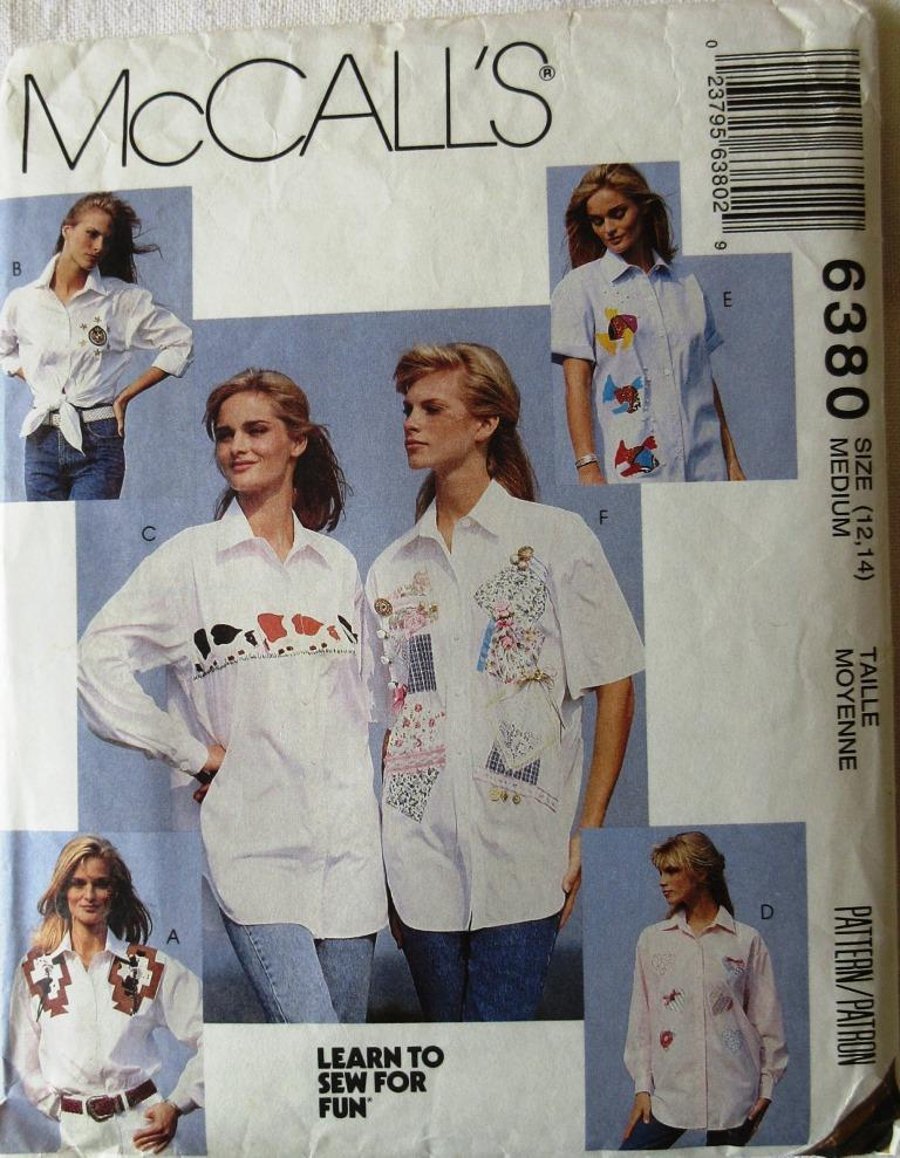 McCALL'S®
0 23795 63802 9
6380 SIZE (12,14)
MEDIUM
TAILLE
MOYENNE
PATTERN/PATRON
B
E
C
F
A
D
LEARN TO
SEW FOR
FUN*